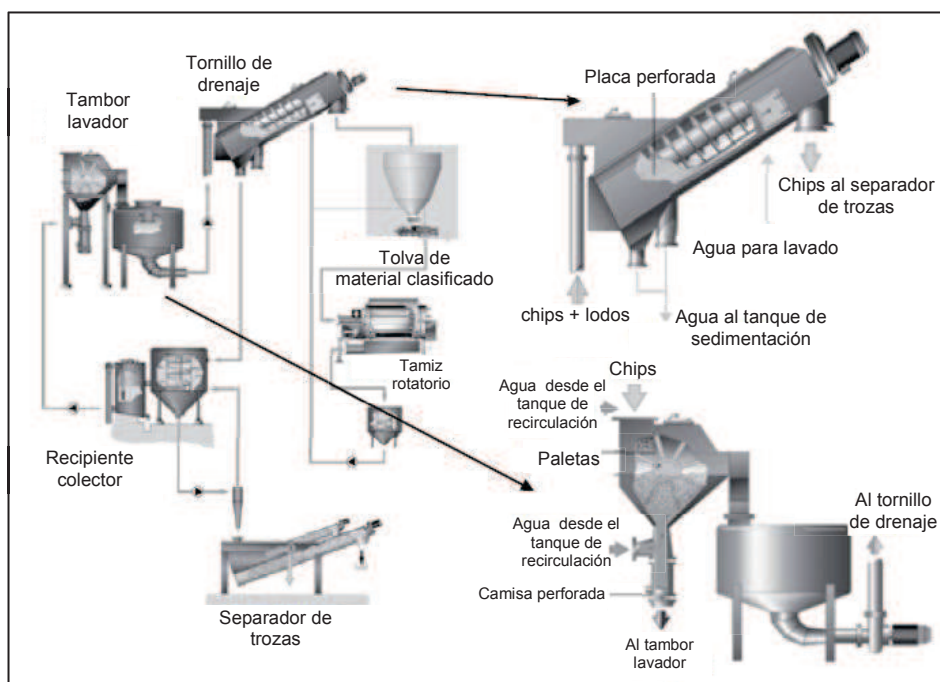 Tornillo de
drenaje
Tambor
lavador
Tolva de
material clasificado
Tamiz
rotatorio
Recipiente
colector
Separador de
trozas
Placa perforada
Chips al separador
de trozas
Agua para lavado
chips + lodos
Agua al tanque de
sedimentación
Chips
Agua desde el
tanque de
recirculación
Paletas
Al tornillo
de drenaje
Agua desde el
tanque de
recirculación
Camisa perforada
Al tambor
lavador